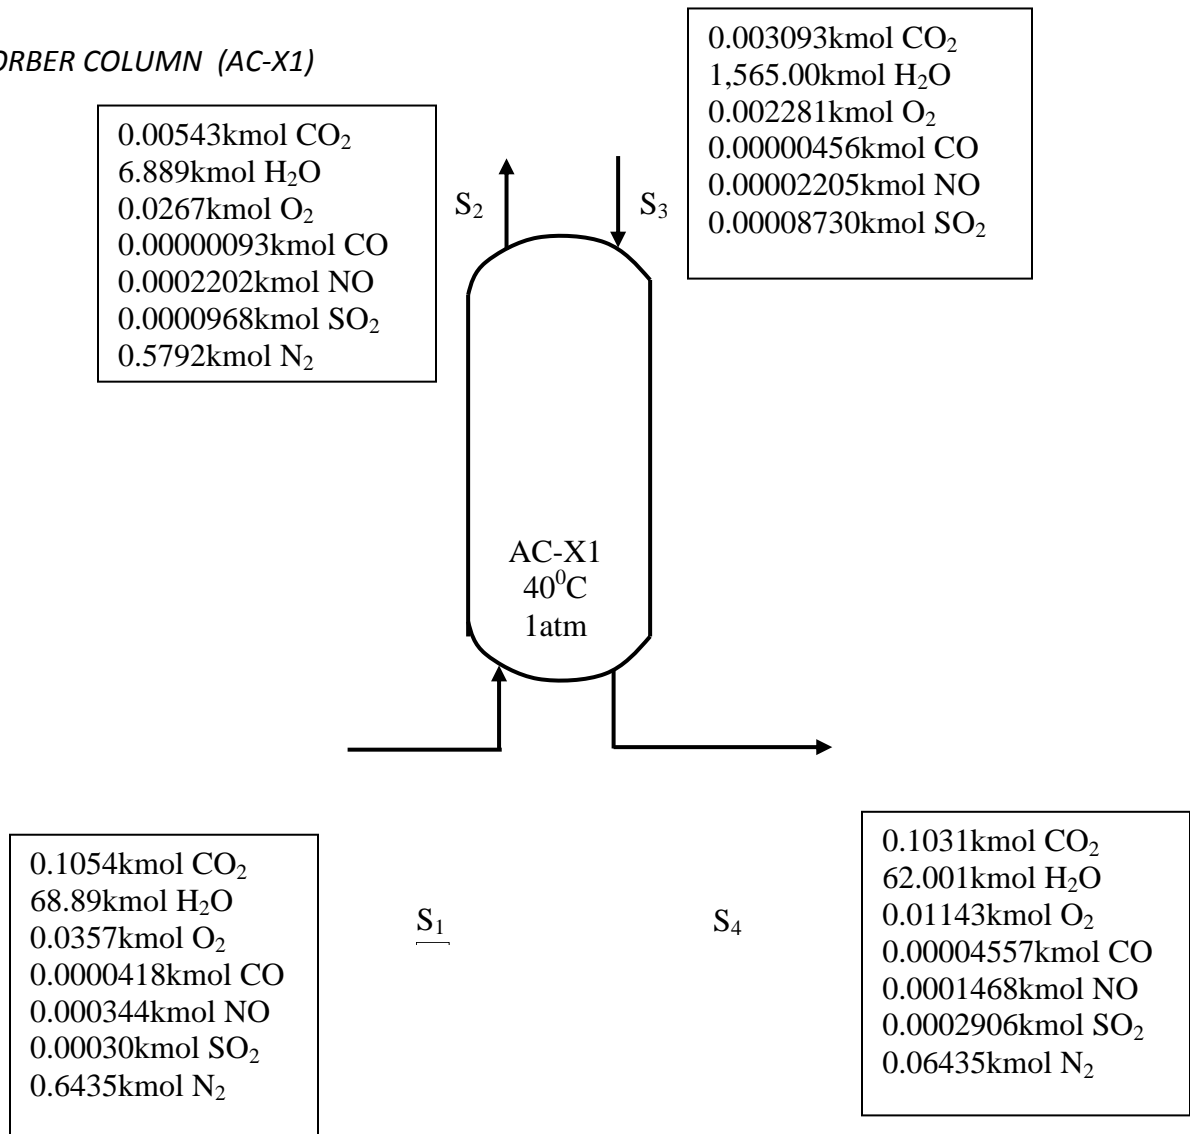 ORBER COLUMN (AC-X1)
0.003093kmol CO₂
1,565.00kmol H₂O
0.002281kmol O₂
0.00000456kmol CO
0.00002205kmol NO
0.00008730kmol SO₂
0.00543kmol CO₂
6.889kmol H₂O
0.0267kmol O₂
0.00000093kmol CO
0.0002202kmol NO
0.0000968kmol SO₂
0.5792kmol N₂
S₂
S₃
AC-X1
40⁰C
1atm
0.1054kmol CO₂
68.89kmol H₂O
0.0357kmol O₂
0.0000418kmol CO
0.000344kmol NO
0.00030kmol SO₂
0.6435kmol N₂
S₁
S₄
0.1031kmol CO₂
62.001kmol H₂O
0.01143kmol O₂
0.00004557kmol CO
0.0001468kmol NO
0.0002906kmol SO₂
0.06435kmol N₂